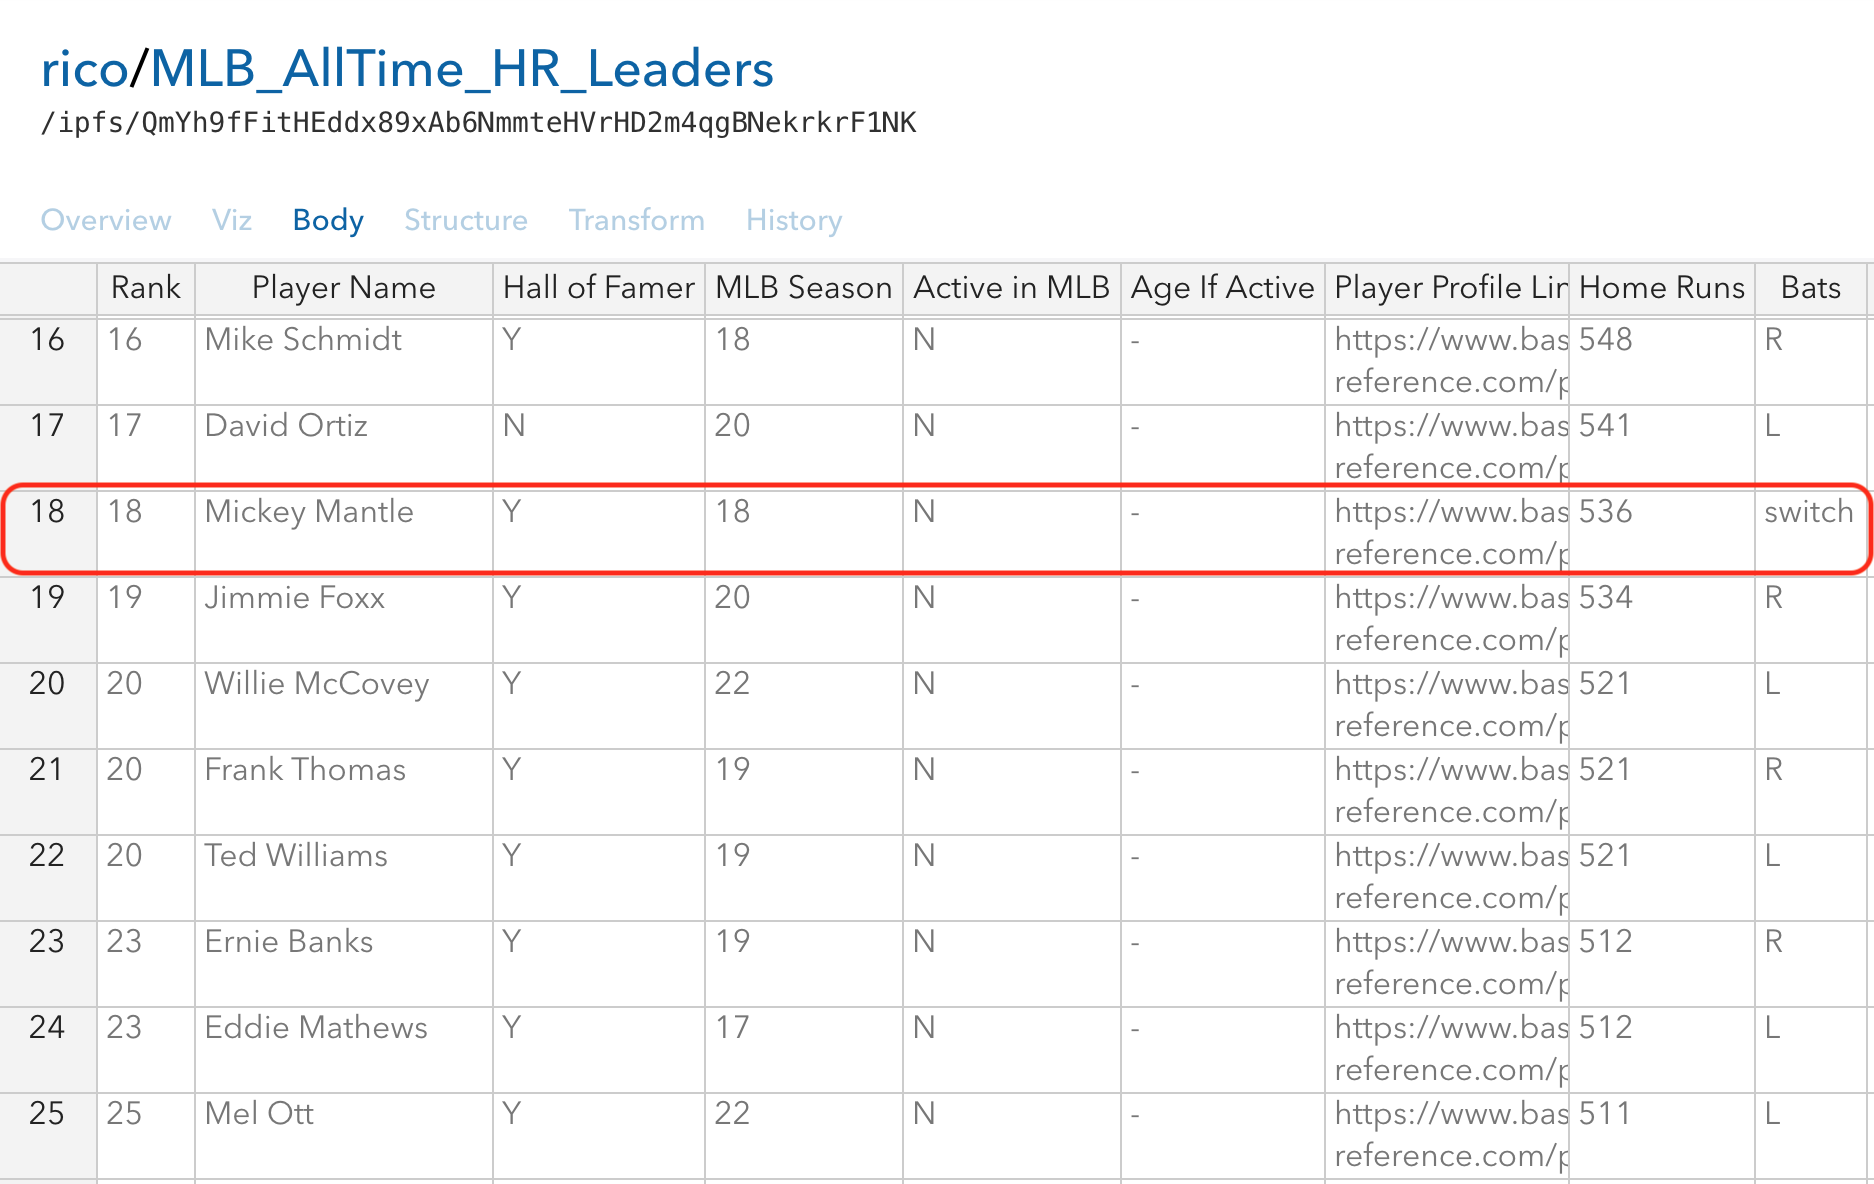 rico/MLB_AllTime_HR_Leaders
/ipfs/QmYh9fFitHEddx89xAb6NmmteHVrHD2m4qgBNekrkrF1NK
Overview Viz Body Structure Transform History
Rank Player Name Hall of Famer MLB Season Active in MLB Age If Active Player Profile Lin Home Runs Bats
16 16 Mike Schmidt Y 18 N - https://www.bas 548 R
reference.com/p
17 17 David Ortiz N 20 N - https://www.bas 541 L
reference.com/p
18 18 Mickey Mantle Y 18 N - https://www.bas 536 switch
reference.com/p
19 19 Jimmie Foxx Y 20 N - https://www.bas 534 R
reference.com/p
20 20 Willie McCovey Y 22 N - https://www.bas 521 L
reference.com/p
21 20 Frank Thomas Y 19 N - https://www.bas 521 R
reference.com/p
22 20 Ted Williams Y 19 N - https://www.bas 521 L
reference.com/p
23 23 Ernie Banks Y 19 N - https://www.bas 512 R
reference.com/p
24 23 Eddie Mathews Y 17 N - https://www.bas 512 L
reference.com/p
25 25 Mel Ott Y 22 N - https://www.bas 511 L
reference.com/p